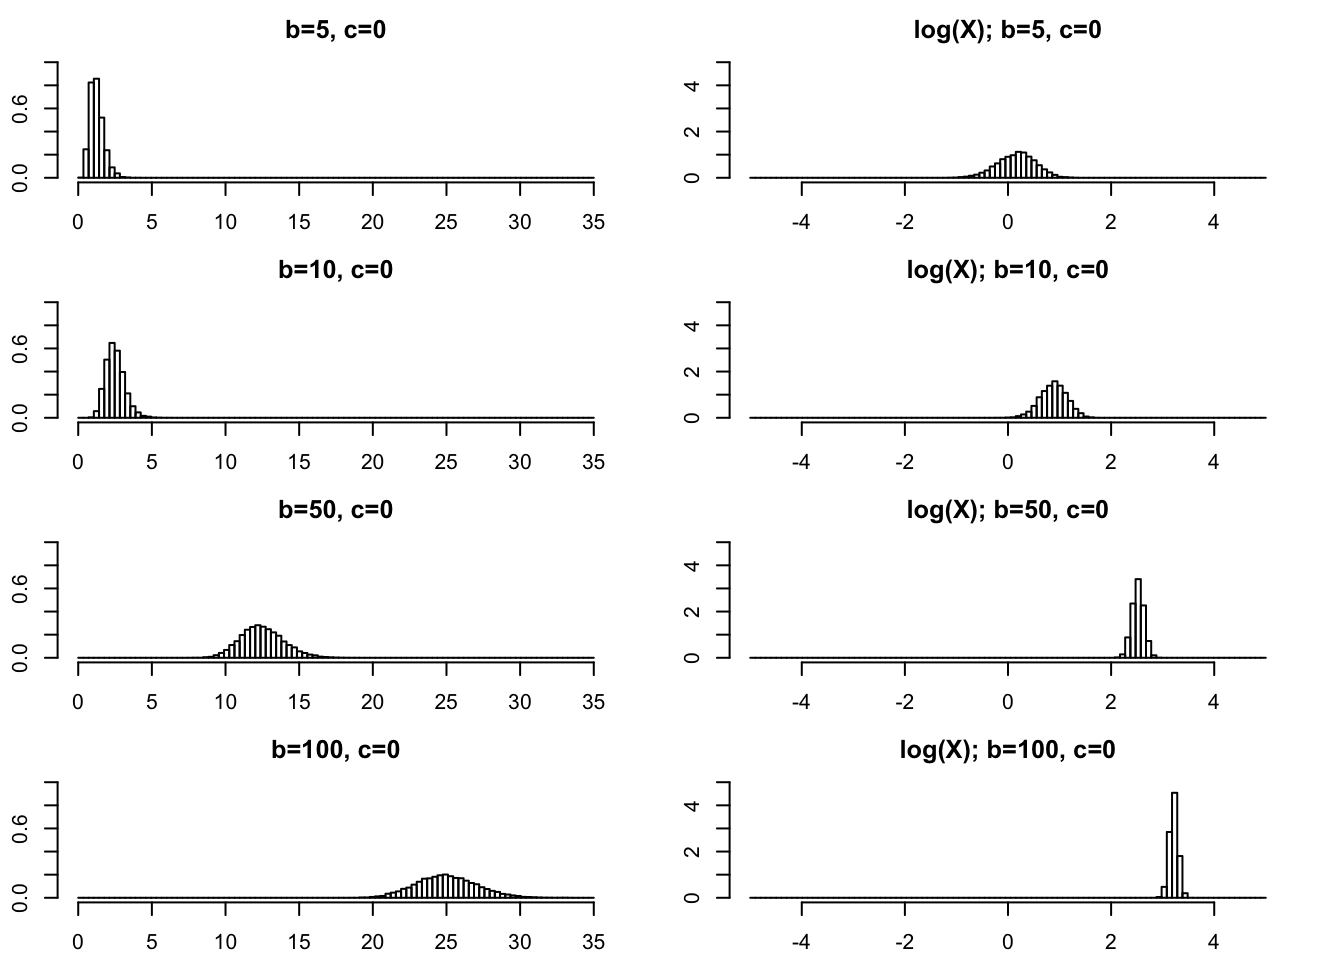 b=5, c=0
log(X); b=5, c=0
0.0 0.6
0 2 4
0 5 10 15 20 25 30 35
-4 -2 0 2 4
b=10, c=0
log(X); b=10, c=0
0.0 0.6
0 2 4
0 5 10 15 20 25 30 35
-4 -2 0 2 4
b=50, c=0
log(X); b=50, c=0
0.0 0.6
0 2 4
0 5 10 15 20 25 30 35
-4 -2 0 2 4
b=100, c=0
log(X); b=100, c=0
0.0 0.6
0 2 4
0 5 10 15 20 25 30 35
-4 -2 0 2 4